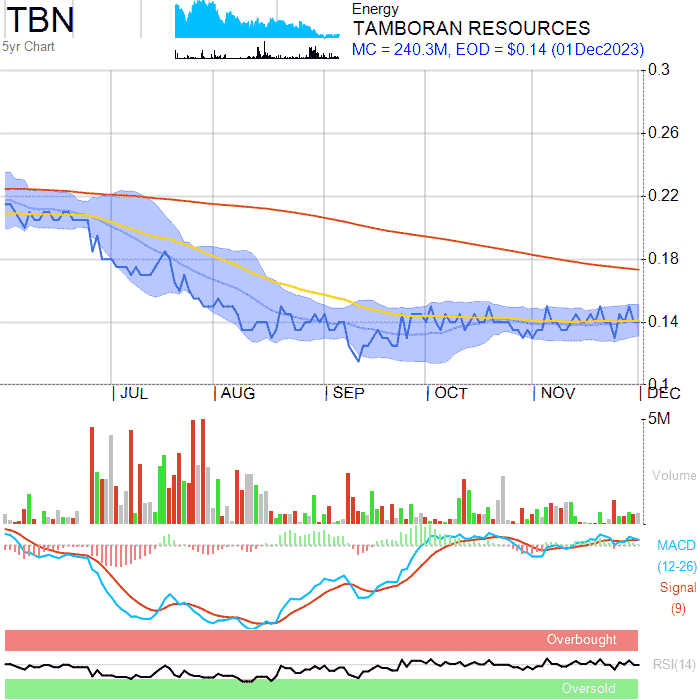 TBN
5yr Chart
Energy
TAMBORAN RESOURCES
MC = 240.3M, EOD = $0.14 (01Dec2023)
0.3
0.26
0.22
0.18
0.14
0.1
JUL AUG SEP OCT NOV DEC
5M
Volume
MACD
(12-26)
Signal
(9)
Overbought
RSI(14)
Oversold